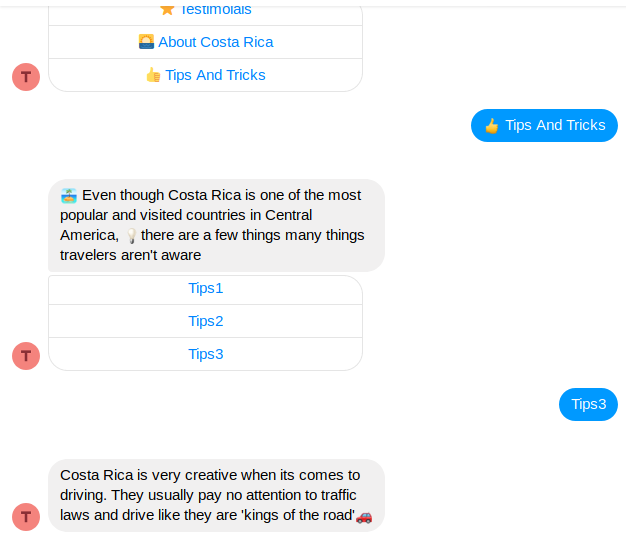 ⭐ Testimoials
🌅 About Costa Rica
👍 Tips And Tricks
T
👍 Tips And Tricks
🏝️ Even though Costa Rica is one of the most
popular and visited countries in Central
America, 💡there are a few things many things
travelers aren't aware
Tips1
Tips2
Tips3
T
Tips3
Costa Rica is very creative when its comes to
driving. They usually pay no attention to traffic
laws and drive like they are 'kings of the road'🚗
T